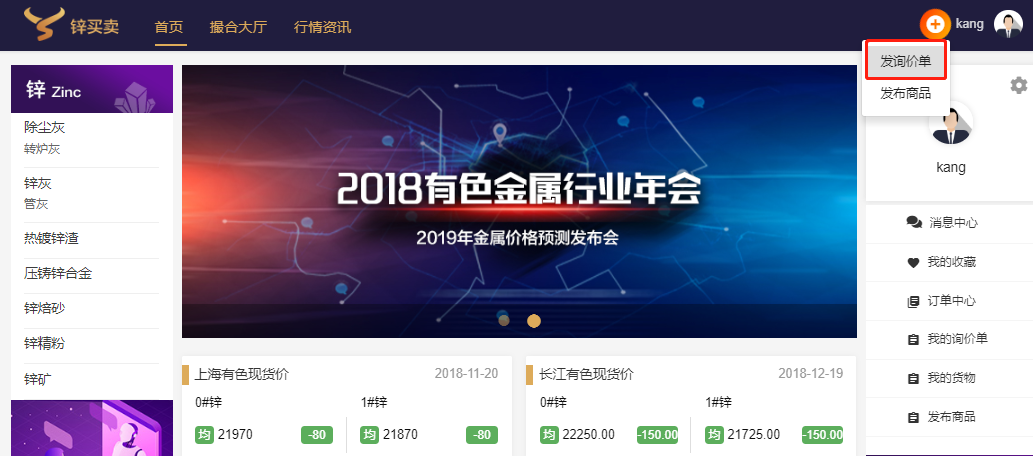 锌买卖
首页
撮合大厅
行情资讯
kang
发询价单
发布商品
锌 Zinc
除尘灰
转炉灰
锌灰
管灰
热镀锌渣
压铸锌合金
锌焙砂
锌精粉
锌矿
2018有色金属行业年会
2019年金属价格预测发布会
上海有色现货价 2018-11-20
0#锌 1#锌
均 21970 -80 均 21870 -80
长江有色现货价 2018-12-19
0#锌 1#锌
均 22250.00 -150.00 均 21725.00 -150.00
kang
消息中心
我的收藏
订单中心
我的询价单
我的货物
发布商品